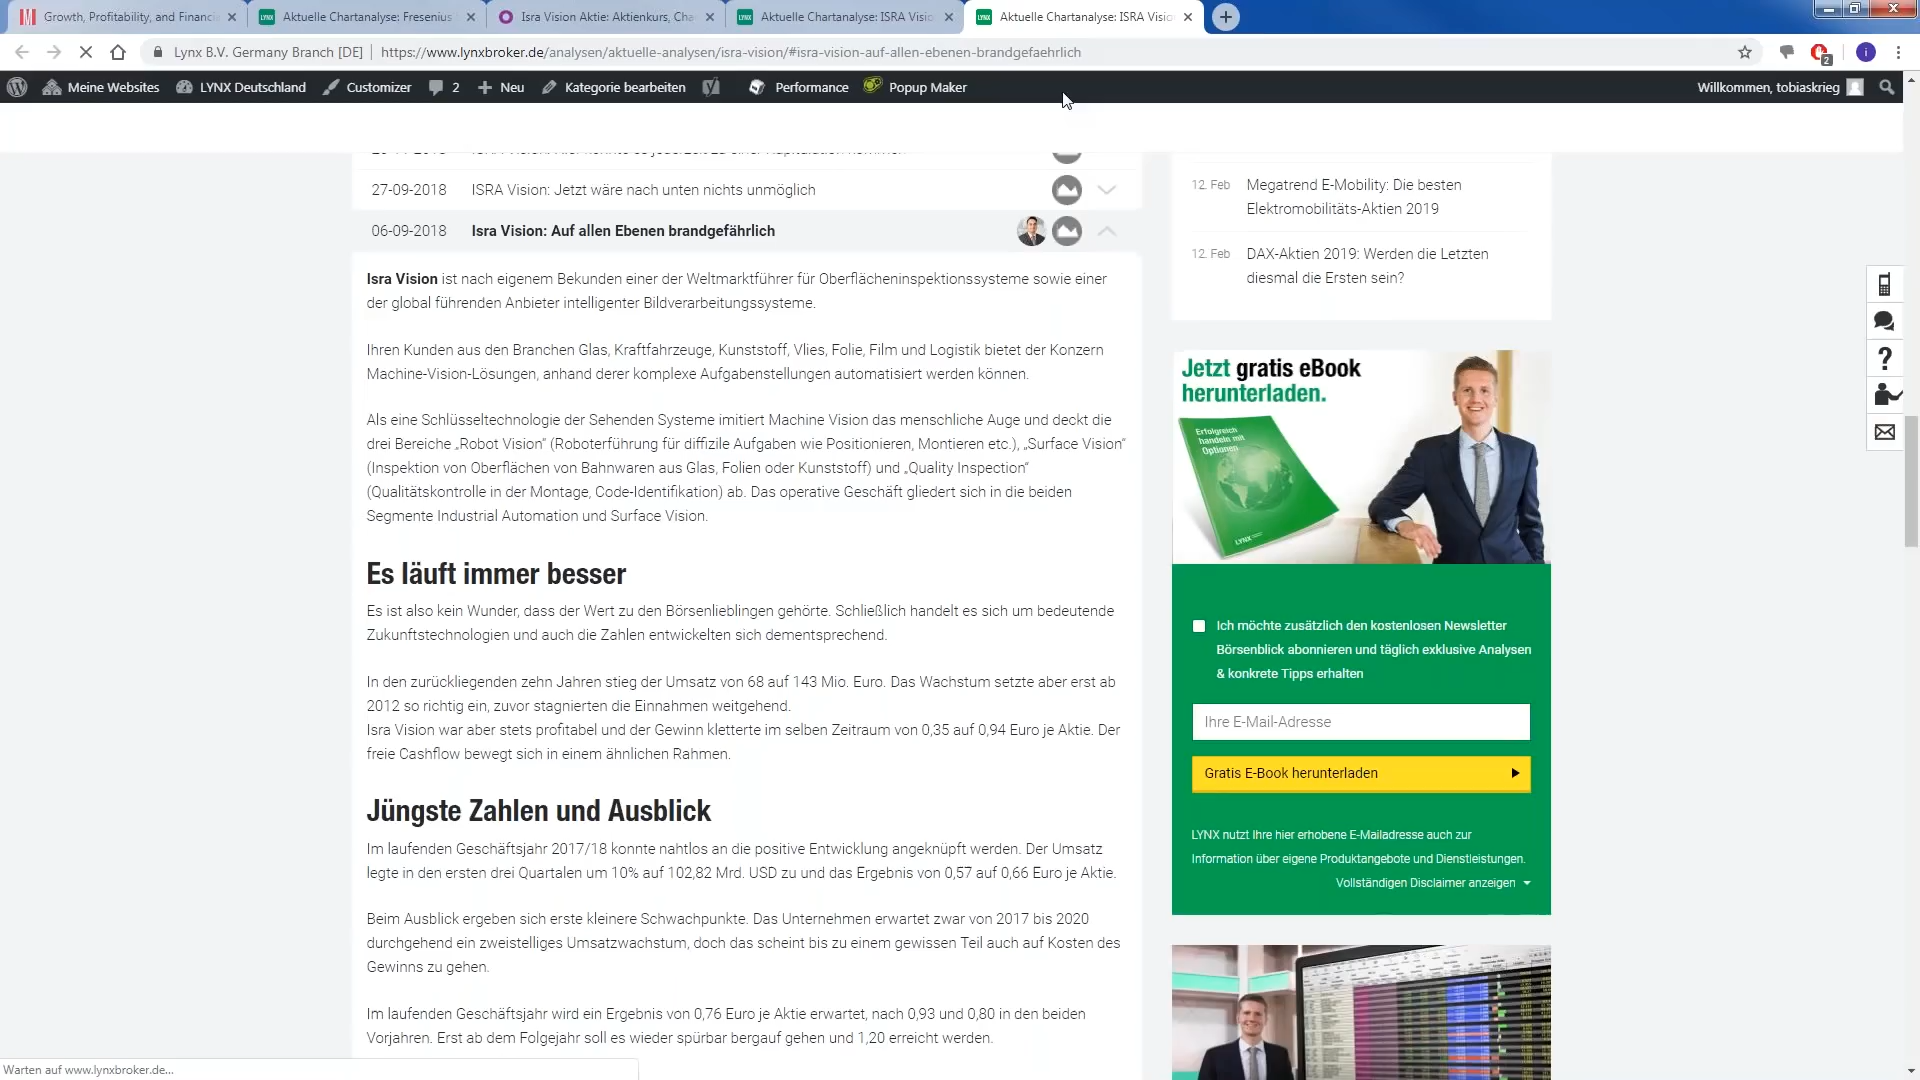 Growth, Profitability, and Financi
Aktuelle Chartanalyse: Fresenius
Isra Vision Aktie: Aktienkurs, Cha
Aktuelle Chartanalyse: ISRA Visio
Aktuelle Chartanalyse: ISRA Visio
Lynx B.V. Germany Branch [DE]
https://www.lynxbroker.de/analysen/aktuelle-analysen/isra-vision/#isra-vision-auf-allen-ebenen-brandgefaehrlich
2
i
Meine Websites
LYNX Deutschland
Customizer
2
Neu
Kategorie bearbeiten
Performance
Popup Maker
Willkommen, tobiaskrieg
27-09-2018 ISRA Vision: Jetzt wäre nach unten nichts unmöglich
06-09-2018 Isra Vision: Auf allen Ebenen brandgefährlich
Isra Vision ist nach eigenem Bekunden einer der Weltmarktführer für Oberflächeninspektionssysteme sowie einer
der global führenden Anbieter intelligenter Bildverarbeitungssysteme.
Ihren Kunden aus den Branchen Glas, Kraftfahrzeuge, Kunststoff, Vlies, Folie, Film und Logistik bietet der Konzern
Machine-Vision-Lösungen, anhand derer komplexe Aufgabenstellungen automatisiert werden können.
Als eine Schlüsseltechnologie der Sehenden Systeme imitiert Machine Vision das menschliche Auge und deckt die
drei Bereiche „Robot Vision“ (Roboterführung für diffizile Aufgaben wie Positionieren, Montieren etc.), „Surface Vision“
(Inspektion von Oberflächen von Bahnwaren aus Glas, Folien oder Kunststoff) und „Quality Inspection“
(Qualitätskontrolle in der Montage, Code-Identifikation) ab. Das operative Geschäft gliedert sich in die beiden
Segmente Industrial Automation und Surface Vision.
Es läuft immer besser
Es ist also kein Wunder, dass der Wert zu den Börsenlieblingen gehörte. Schließlich handelt es sich um bedeutende
Zukunftstechnologien und auch die Zahlen entwickelten sich dementsprechend.
In den zurückliegenden zehn Jahren stieg der Umsatz von 68 auf 143 Mio. Euro. Das Wachstum setzte aber erst ab
2012 so richtig ein, zuvor stagnierten die Einnahmen weitgehend.
Isra Vision war aber stets profitabel und der Gewinn kletterte im selben Zeitraum von 0,35 auf 0,94 Euro je Aktie. Der
freie Cashflow bewegt sich in einem ähnlichen Rahmen.
Jüngste Zahlen und Ausblick
Im laufenden Geschäftsjahr 2017/18 konnte nahtlos an die positive Entwicklung angeknüpft werden. Der Umsatz
legte in den ersten drei Quartalen um 10% auf 102,82 Mrd. USD zu und das Ergebnis von 0,57 auf 0,66 Euro je Aktie.
Beim Ausblick ergeben sich erste kleinere Schwachpunkte. Das Unternehmen erwartet zwar von 2017 bis 2020
durchgehend ein zweistelliges Umsatzwachstum, doch das scheint bis zu einem gewissen Teil auch auf Kosten des
Gewinns zu gehen.
Im laufenden Geschäftsjahr wird ein Ergebnis von 0,76 Euro je Aktie erwartet, nach 0,93 und 0,80 in den beiden
Vorjahren. Erst ab dem Folgejahr soll es wieder spürbar bergauf gehen und 1,20 erreicht werden.
12. Feb Megatrend E-Mobility: Die besten
Elektromobilitäts-Aktien 2019
12. Feb DAX-Aktien 2019: Werden die Letzten
diesmal die Ersten sein?
Jetzt gratis eBook
herunterladen.
Erfolgreich
handeln mit
Optionen
LYNX
Ich möchte zusätzlich den kostenlosen Newsletter
Börsenblick abonnieren und täglich exklusive Analysen
& konkrete Tipps erhalten
Ihre E-Mail-Adresse
Gratis E-Book herunterladen
LYNX nutzt Ihre hier erhobene E-Mailadresse auch zur
Information über eigene Produktangebote und Dienstleistungen.
Vollständigen Disclaimer anzeigen
Warten auf www.lynxbroker.de...